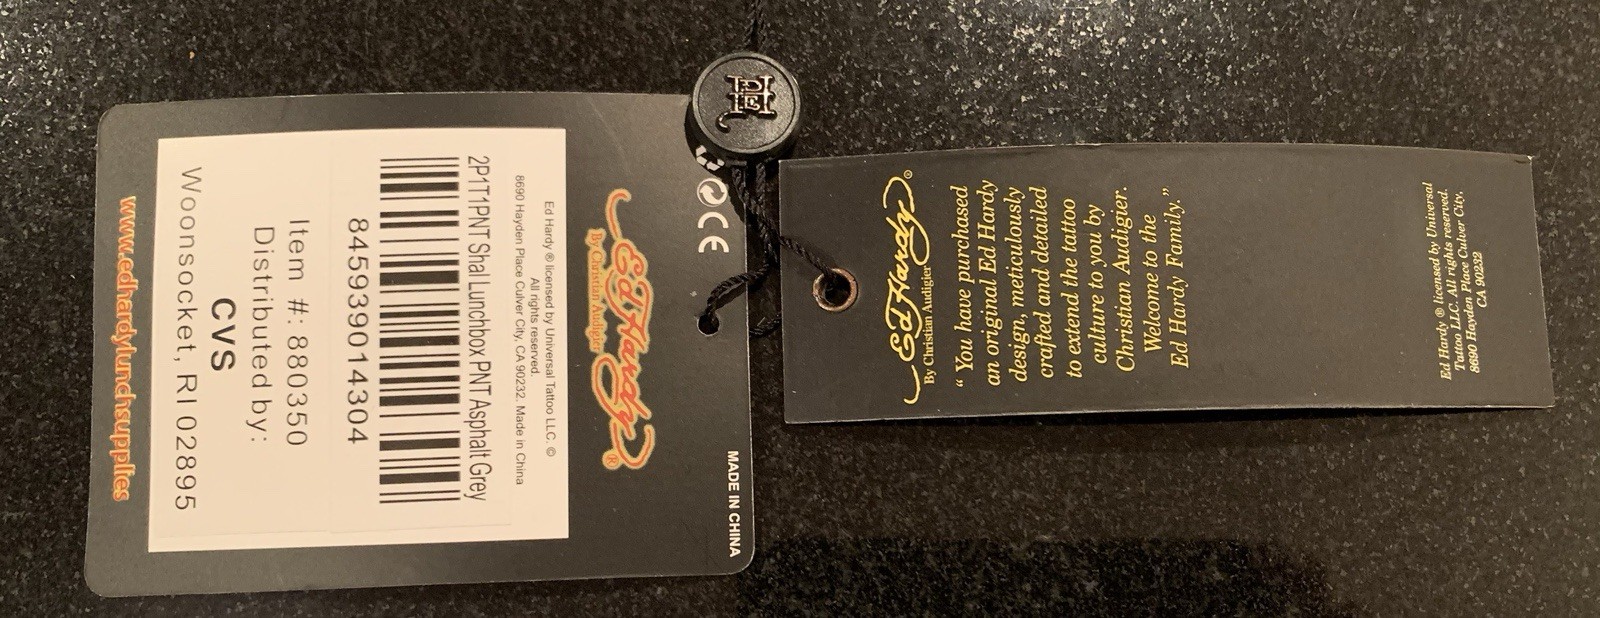 MADE IN CHINA
CE
Ed Hardy ®
By Christian Audigier
Ed Hardy ® licensed by Universal Tattoo LLC. ©
All rights reserved.
8690 Hayden Place Culver City, CA 90232. Made in China
2P1T1PNT Shal Lunchbox PNT Asphalt Grey
845939014304
Item #: 880350
Distributed by:
CVS
Woonsocket, RI 02895
www.edhardylunchsupplies
Ed Hardy ®
By Christian Audigier
“ You have purchased
an original Ed Hardy
design, meticulously
crafted and detailed
to extend the tattoo
culture to you by
Christian Audigier.
Welcome to the
Ed Hardy Family.”
Ed Hardy ® licensed by Universal
Tattoo LLC. All rights reserved.
8690 Hayden Place Culver City,
CA 90232